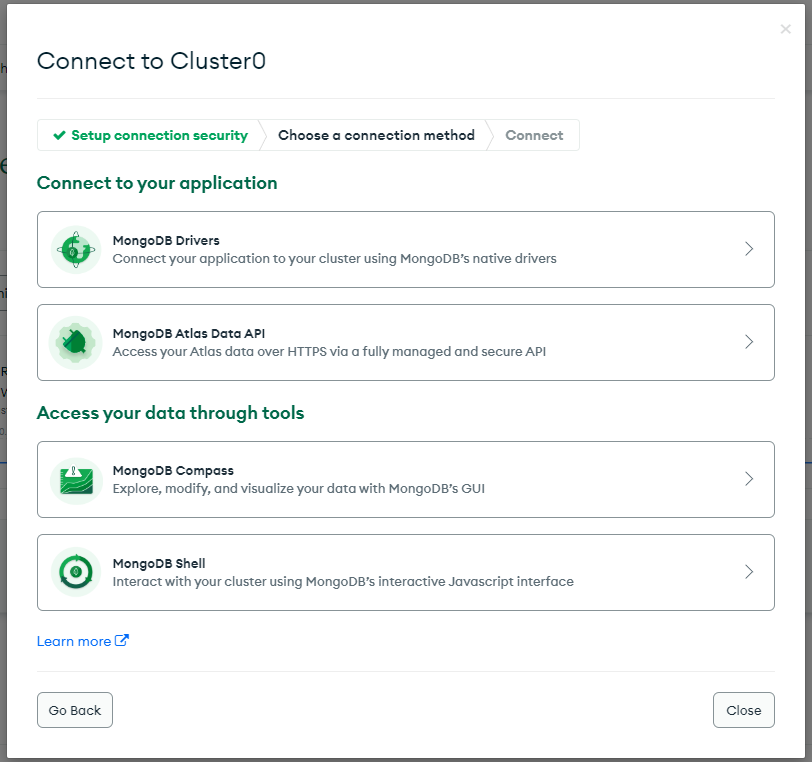 Connect to Cluster0
Setup connection security
Choose a connection method
Connect
Connect to your application
MongoDB Drivers
Connect your application to your cluster using MongoDB’s native drivers
MongoDB Atlas Data API
Access your Atlas data over HTTPS via a fully managed and secure API
Access your data through tools
MongoDB Compass
Explore, modify, and visualize your data with MongoDB’s GUI
MongoDB Shell
Interact with your cluster using MongoDB’s interactive Javascript interface
Learn more
Go Back
Close